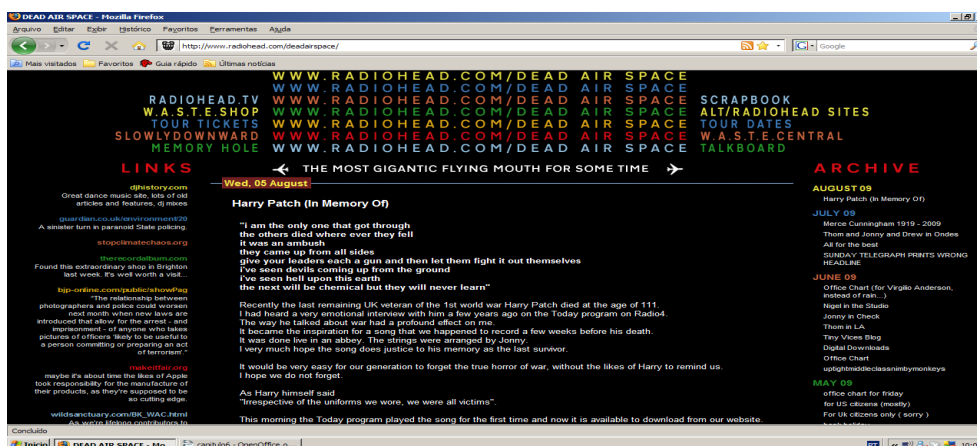 DEAD AIR SPACE - Mozilla Firefox
Arquivo Editar Exibir Histórico Favoritos Ferramentas Ajuda
http://www.radiohead.com/deadairspace/
Google
Mais visitados Favoritos Guia rápido Últimas notícias
WWW.RADIOHEAD.COM/DEAD AIR SPACE
WWW.RADIOHEAD.COM/DEAD AIR SPACE
RADIOHEAD.TV WWW.RADIOHEAD.COM/DEAD AIR SPACE SCRAPBOOK
W.A.S.T.E.SHOP WWW.RADIOHEAD.COM/DEAD AIR SPACE ALT/RADIOHEAD SITES
TOUR TICKETS WWW.RADIOHEAD.COM/DEAD AIR SPACE TOUR DATES
SLOWLYDOWNWARD WWW.RADIOHEAD.COM/DEAD AIR SPACE W.A.S.T.E.CENTRAL
MEMORY HOLE WWW.RADIOHEAD.COM/DEAD AIR SPACE TALKBOARD
LINKS
djhistory.com
Great dance music site, lots of old
articles and features, dj mixes
guardian.co.uk/environment/20
A sinister turn in paranoid State policing.
stopclimatechaos.org
therecordalbum.com
Found this extraordinary shop in Brighton
last week. It's well worth a visit...
bjp-online.com/public/showPag
"The relationship between
photographers and police could worsen
next month when new laws are
introduced that allow for the arrest - and
imprisonment - of anyone who takes
pictures of officers 'likely to be useful to
a person committing or preparing an act
of terrorism'."
makeitfair.org
maybe it's about time the likes of Apple
took responsibility for the manufacture of
their products, as they're supposed to be
so cutting edge.
wildsanctuary.com/BK_WAC.html
As we're lifelong contributors to
THE MOST GIGANTIC FLYING MOUTH FOR SOME TIME
Wed, 05 August
Harry Patch (In Memory Of)
"i am the only one that got through
the others died where ever they fell
it was an ambush
they came up from all sides
give your leaders each a gun and then let them fight it out themselves
i've seen devils coming up from the ground
i've seen hell upon this earth
the next will be chemical but they will never learn"
Recently the last remaining UK veteran of the 1st world war Harry Patch died at the age of 111.
I had heard a very emotional interview with him a few years ago on the Today program on Radio4.
The way he talked about war had a profound effect on me.
It became the inspiration for a song that we happened to record a few weeks before his death.
It was done live in an abbey. The strings were arranged by Jonny.
I very much hope the song does justice to his memory as the last survivor.
It would be very easy for our generation to forget the true horror of war, without the likes of Harry to remind us.
I hope we do not forget.
As Harry himself said
"Irrespective of the uniforms we wore, we were all victims".
This morning the Today program played the song for the first time and now it is available to download from our website.
ARCHIVE
AUGUST 09
Harry Patch (In Memory Of)
JULY 09
Merce Cunningham 1919 - 2009
Thom and Jonny and Drew in Ondes
All for the best
SUNDAY TELEGRAPH PRINTS WRONG
HEADLINE
JUNE 09
Office Chart (for Virgilio Anderson,
instead of rain...)
Nigel in the Studio
Jonny in Check
Thom in LA
Tiny Vices Blog
Digital Downloads
Office Chart
uptightmiddleclassnimbymonkeys
MAY 09
office chart for friday
for US citizens (mostly)
For Uk citizens only ( sorry )
bank holiday
Concluído
Iniciar DEAD AIR SPACE - Mo... capitulo6 - OpenOffice.o... PT